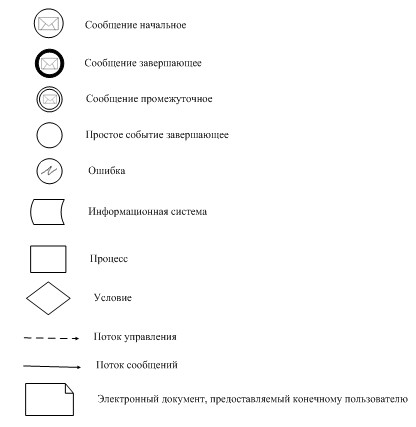 Сообщение начальное
Сообщение завершающее
Сообщение промежуточное
Простое событие завершающее
Ошибка
Информационная система
Процесс
Условие
Поток управления
Поток сообщений
Электронный документ, предоставляемый конечному пользователю